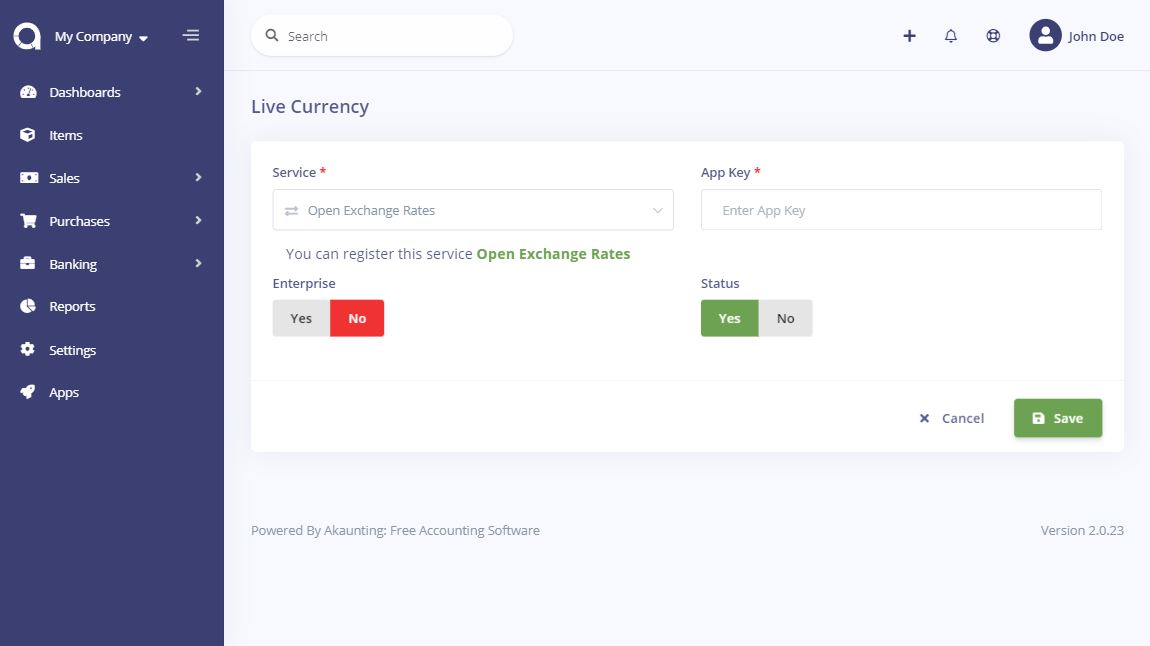 My Company
Search
John Doe
Dashboards
Items
Sales
Purchases
Banking
Reports
Settings
Apps
Live Currency
Service *
App Key *
Open Exchange Rates
Enter App Key
You can register this service Open Exchange Rates
Enterprise
Status
Yes No
Yes No
Cancel
Save
Powered By Akaunting: Free Accounting Software
Version 2.0.23